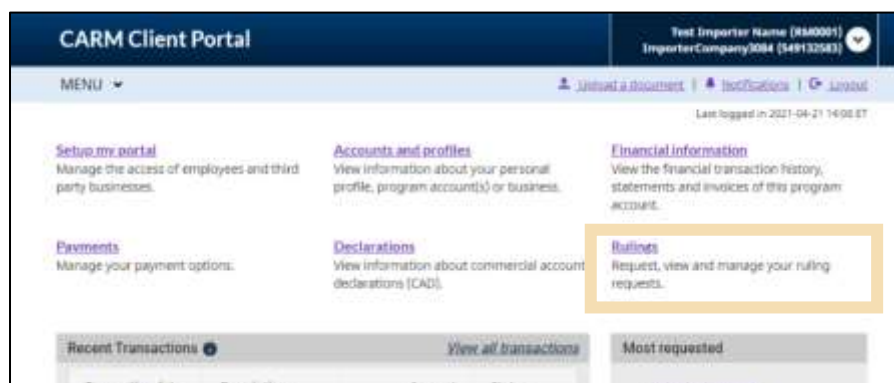 CARM Client Portal
Test Importer Name (RM0001)
ImporterCompany3084 (549132583)
MENU
Upload a document | Notifications | Logout
Last logged in 2021-04-21 14:08 ET
Setup my portal
Manage the access of employees and third
party businesses.
Accounts and profiles
View information about your personal
profile, program account(s) or business.
Financial information
View the financial transaction history,
statements and invoices of this program
account.
Payments
Manage your payment options.
Declarations
View information about commercial account
declarations (CAD).
Rulings
Request, view and manage your ruling
requests.
Recent Transactions
View all transactions
Most requested